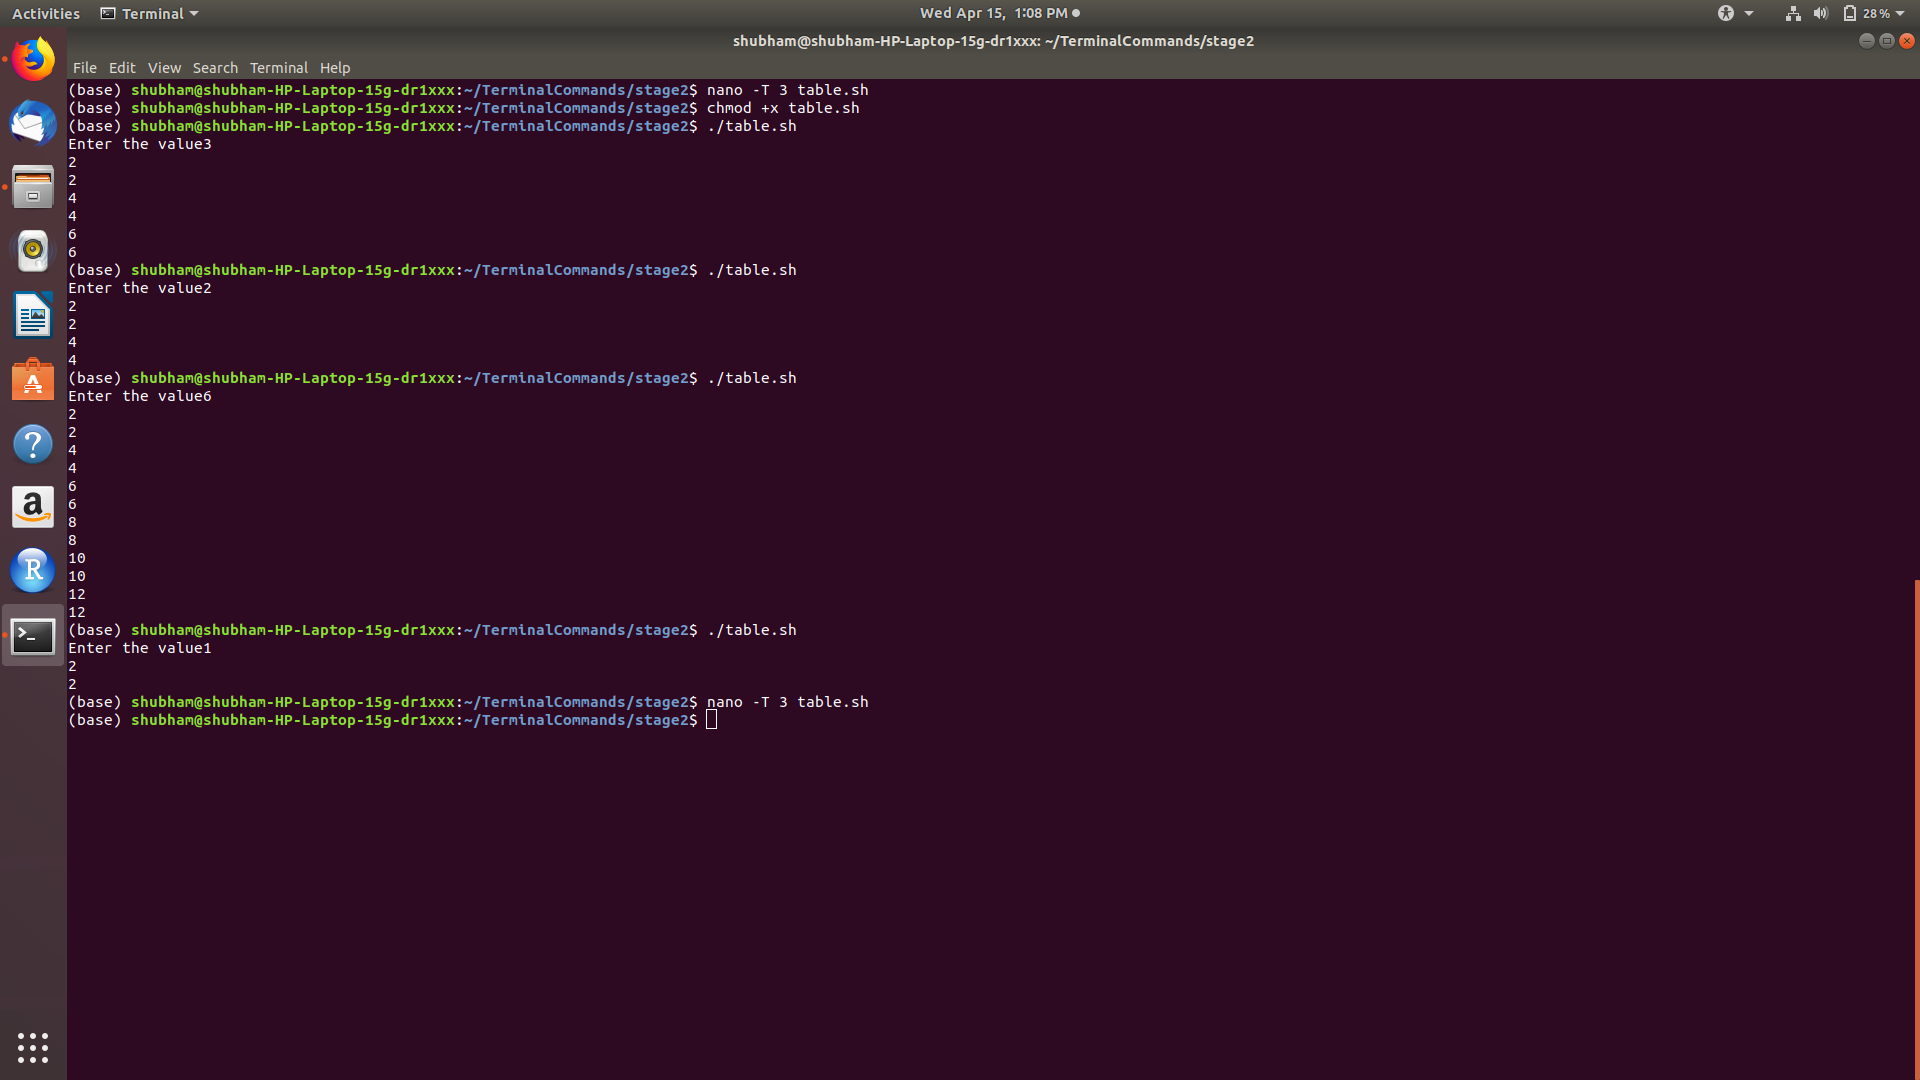 Activities Terminal Wed Apr 15, 1:08 PM 28 %
shubham@shubham-HP-Laptop-15g-dr1xxx: ~/TerminalCommands/stage2
File Edit View Search Terminal Help
(base) shubham@shubham-HP-Laptop-15g-dr1xxx:~/TerminalCommands/stage2$ nano -T 3 table.sh
(base) shubham@shubham-HP-Laptop-15g-dr1xxx:~/TerminalCommands/stage2$ chmod +x table.sh
(base) shubham@shubham-HP-Laptop-15g-dr1xxx:~/TerminalCommands/stage2$ ./table.sh
Enter the value3
2
2
4
4
6
6
(base) shubham@shubham-HP-Laptop-15g-dr1xxx:~/TerminalCommands/stage2$ ./table.sh
Enter the value2
2
2
4
4
(base) shubham@shubham-HP-Laptop-15g-dr1xxx:~/TerminalCommands/stage2$ ./table.sh
Enter the value6
2
2
4
4
6
6
8
8
10
10
12
12
(base) shubham@shubham-HP-Laptop-15g-dr1xxx:~/TerminalCommands/stage2$ ./table.sh
Enter the value1
2
2
(base) shubham@shubham-HP-Laptop-15g-dr1xxx:~/TerminalCommands/stage2$ nano -T 3 table.sh
(base) shubham@shubham-HP-Laptop-15g-dr1xxx:~/TerminalCommands/stage2$